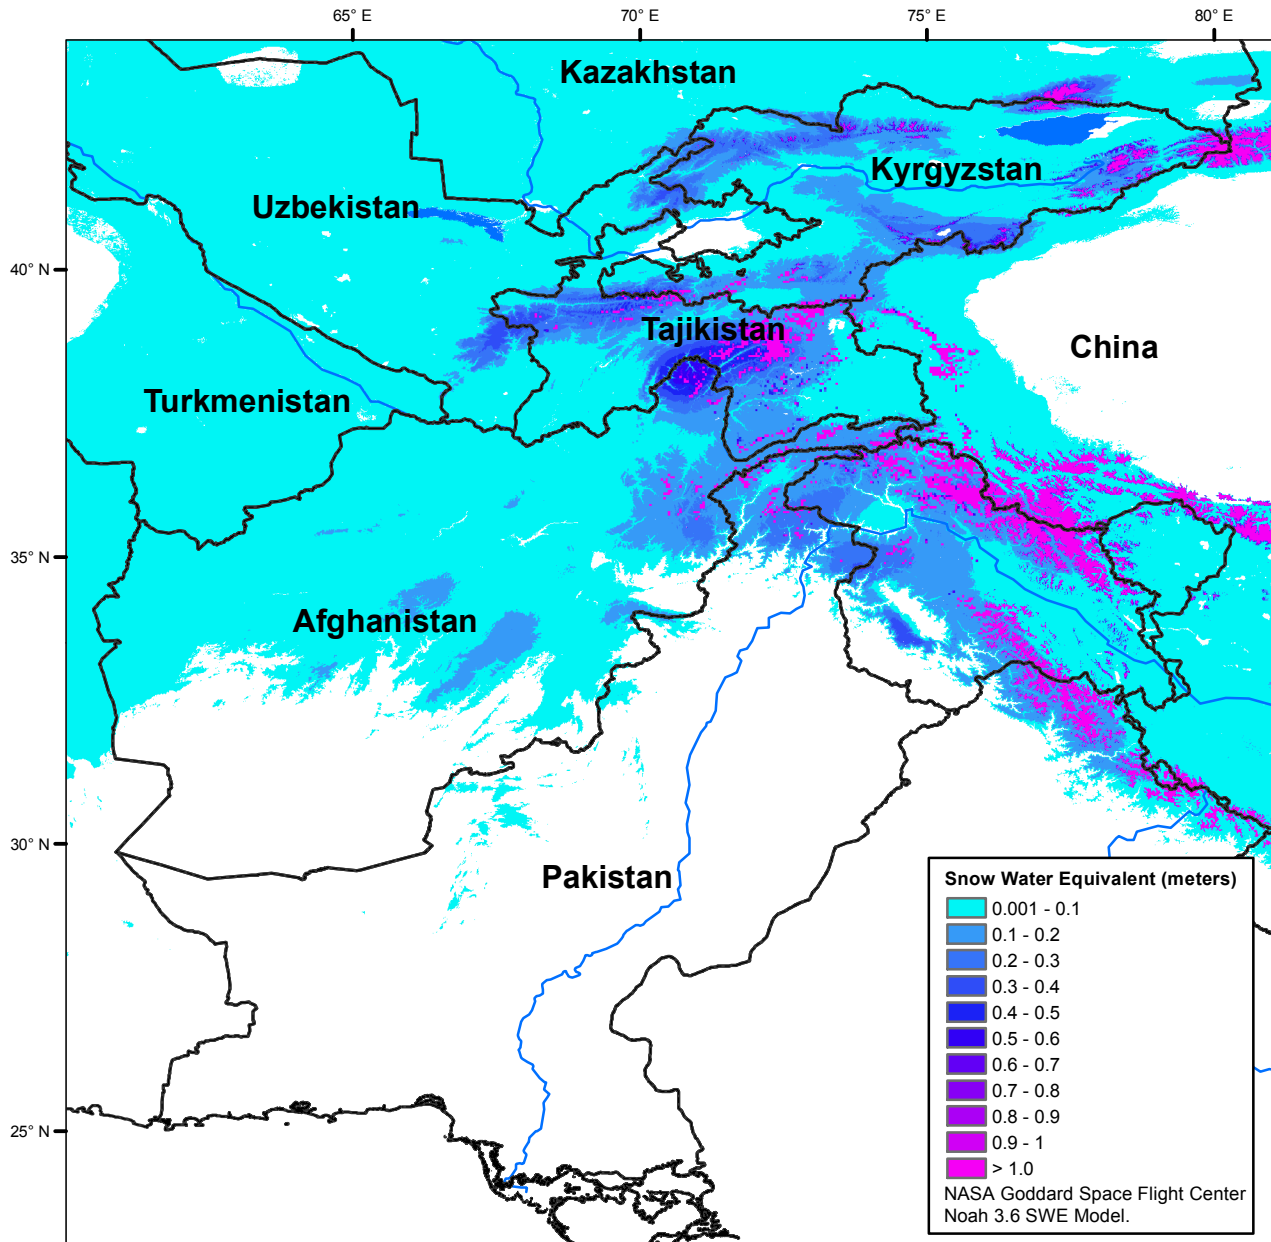 65° E
70° E
75° E
80° E
Kazakhstan
Kyrgyzstan
Uzbekistan
40° N
Tajikistan
China
Turkmenistan
35° N
Afghanistan
30° N
Pakistan
25° N
Snow Water Equivalent (meters)
0.001 - 0.1
0.1 - 0.2
0.2 - 0.3
0.3 - 0.4
0.4 - 0.5
0.5 - 0.6
0.6 - 0.7
0.7 - 0.8
0.8 - 0.9
0.9 - 1
> 1.0
NASA Goddard Space Flight Center
Noah 3.6 SWE Model.